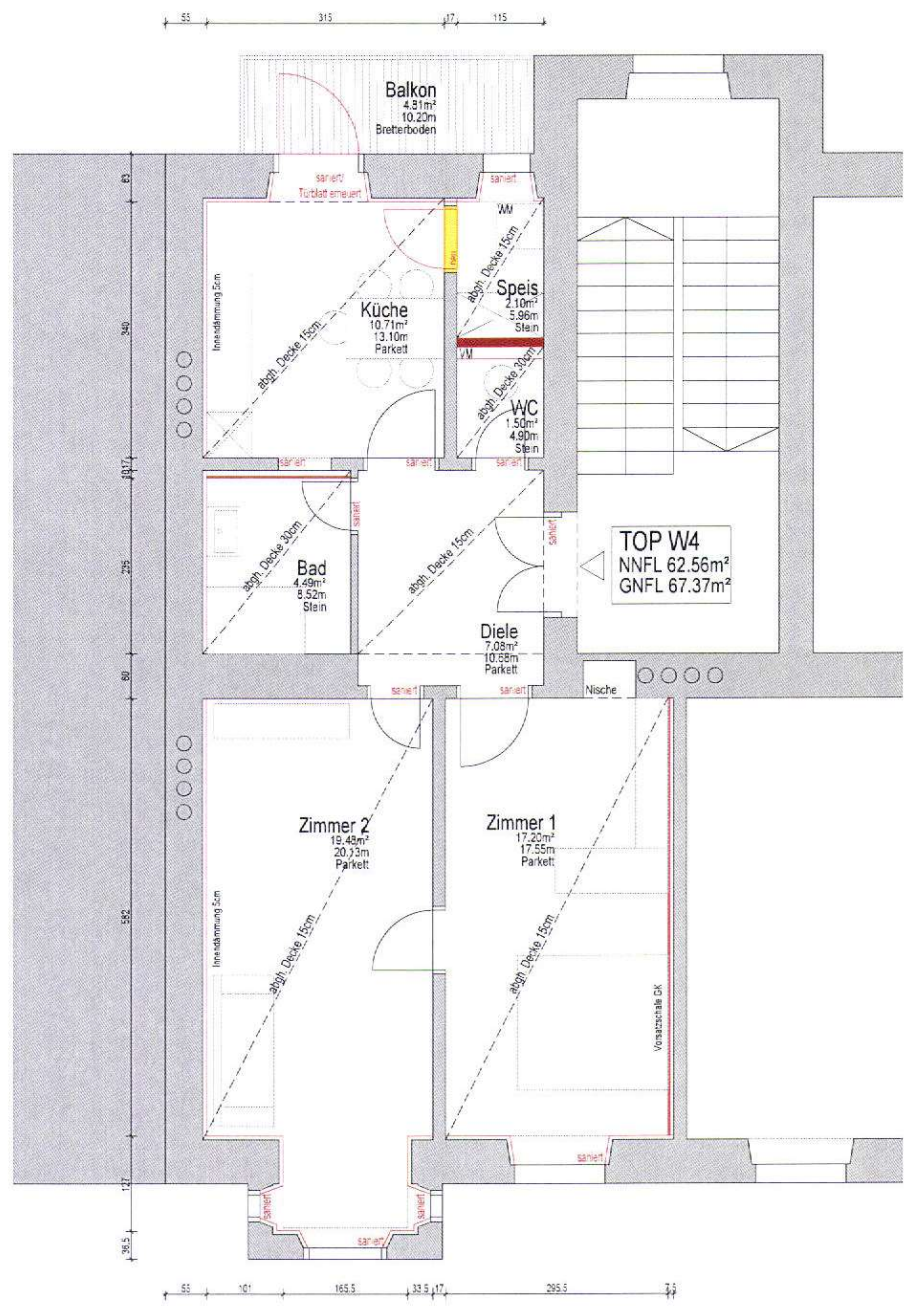 55 315 17 115
Balkon
4.81m²
10.20m
Bretterboden
63
saniert/
Türblatt erneuert
saniert
WM
neu
abgh. Decke 15cm
Speis
2.10m²
5.96m
Stein
Innendämmung 5cm
Küche
10.71m²
13.10m
Parkett
340
abgh. Decke 15cm
VM
abgh. Decke 30cm
WC
1.50m²
4.90m
Stein
saniert
saniert
saniert
1017
saniert
saniert
abgh. Decke 30cm
Bad
4.49m²
8.52m
Stein
abgh. Decke 15cm
TOP W4
NNFL 62.56m²
GNFL 67.37m²
Diele
7.08m²
10.68m
Parkett
60
saniert
saniert
Nische
Zimmer 2
19.48m²
20.13m
Parkett
Zimmer 1
17.20m²
17.55m
Parkett
582
Innendämmung 5cm
abgh. Decke 15cm
abgh. Decke 15cm
Vorsatzschale GK
saniert
127
saniert
saniert
saniert
36.5
55 101 165.5 33.5 17 295.5 7.5